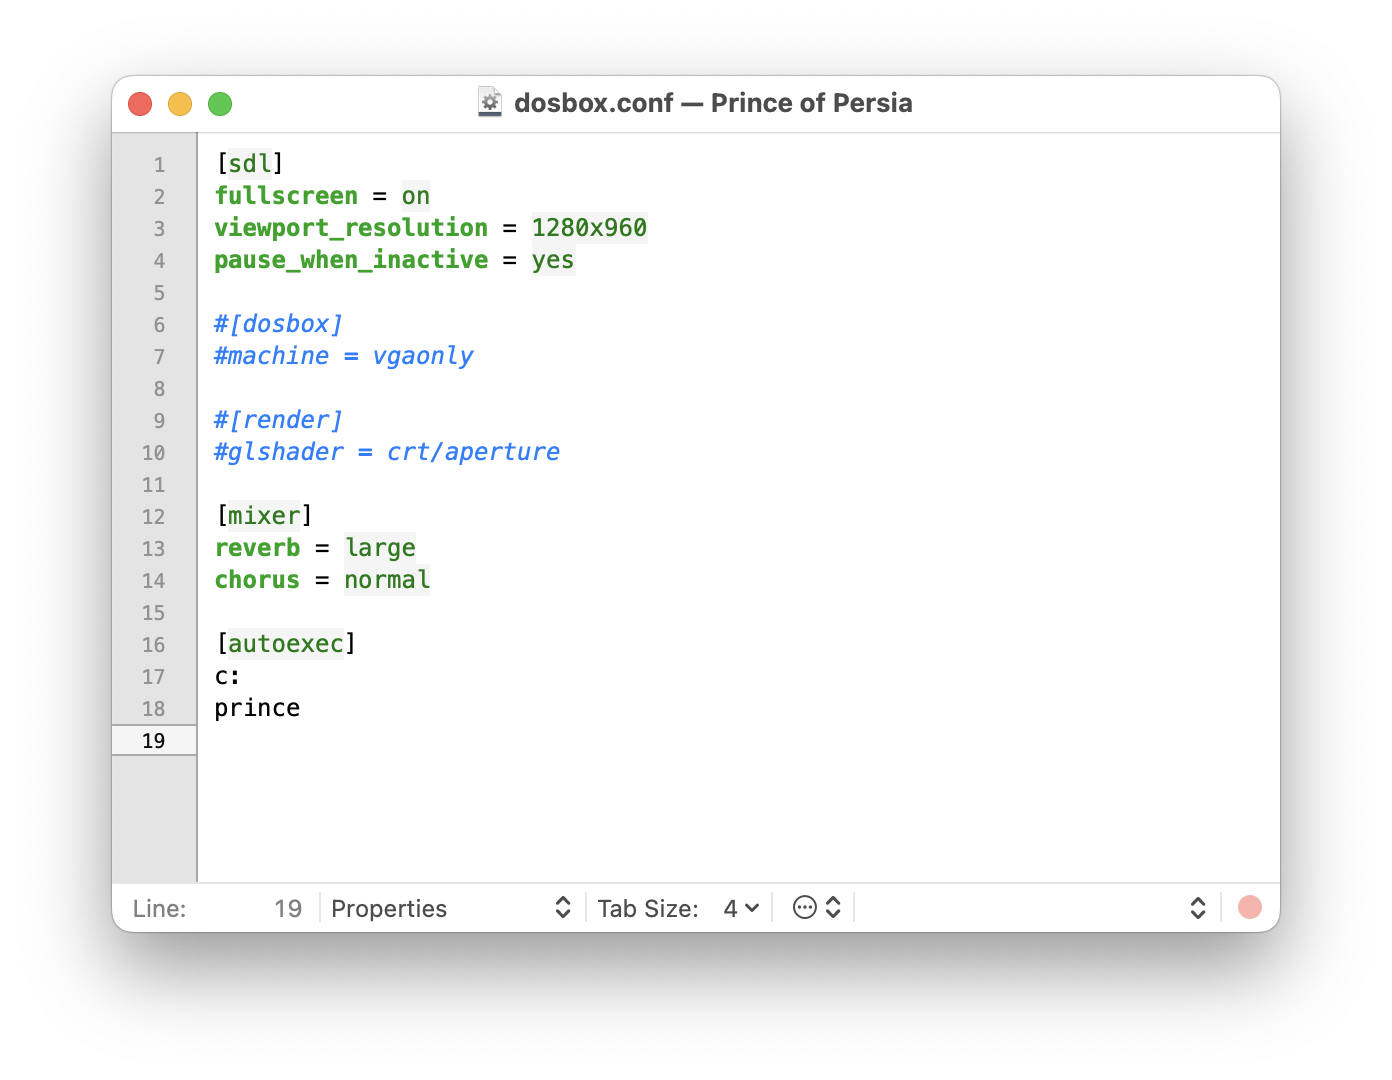 dosbox.conf — Prince of Persia
1 [sdl]
2 fullscreen = on
3 viewport_resolution = 1280x960
4 pause_when_inactive = yes
5
6 #[dosbox]
7 #machine = vgaonly
8
9 #[render]
10 #glshader = crt/aperture
11
12 [mixer]
13 reverb = large
14 chorus = normal
15
16 [autoexec]
17 c:
18 prince
19
Line: 19 Properties Tab Size: 4